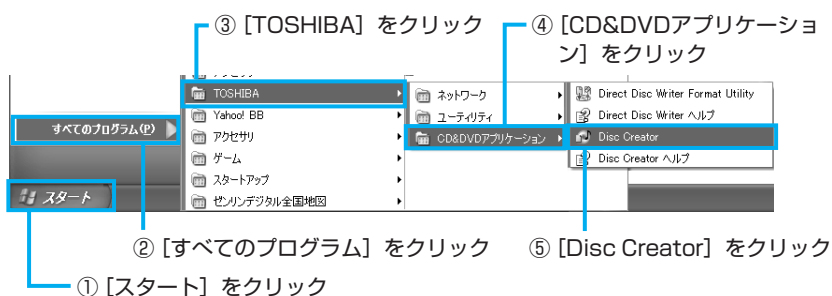 ③ [TOSHIBA] をクリック
④ [CD&DVDアプリケーショ
ン] をクリック
TOSHIBA
Yahoo! BB
アクセサリ
ゲーム
スタートアップ
ゼンリンデジタル全国地図
ネットワーク
ユーティリティ
CD&DVDアプリケーション
Direct Disc Writer Format Utility
Direct Disc Writer ヘルプ
Disc Creator
Disc Creator ヘルプ
すべてのプログラム(P)
スタート
② [すべてのプログラム] をクリック
⑤ [Disc Creator] をクリック
① [スタート] をクリック